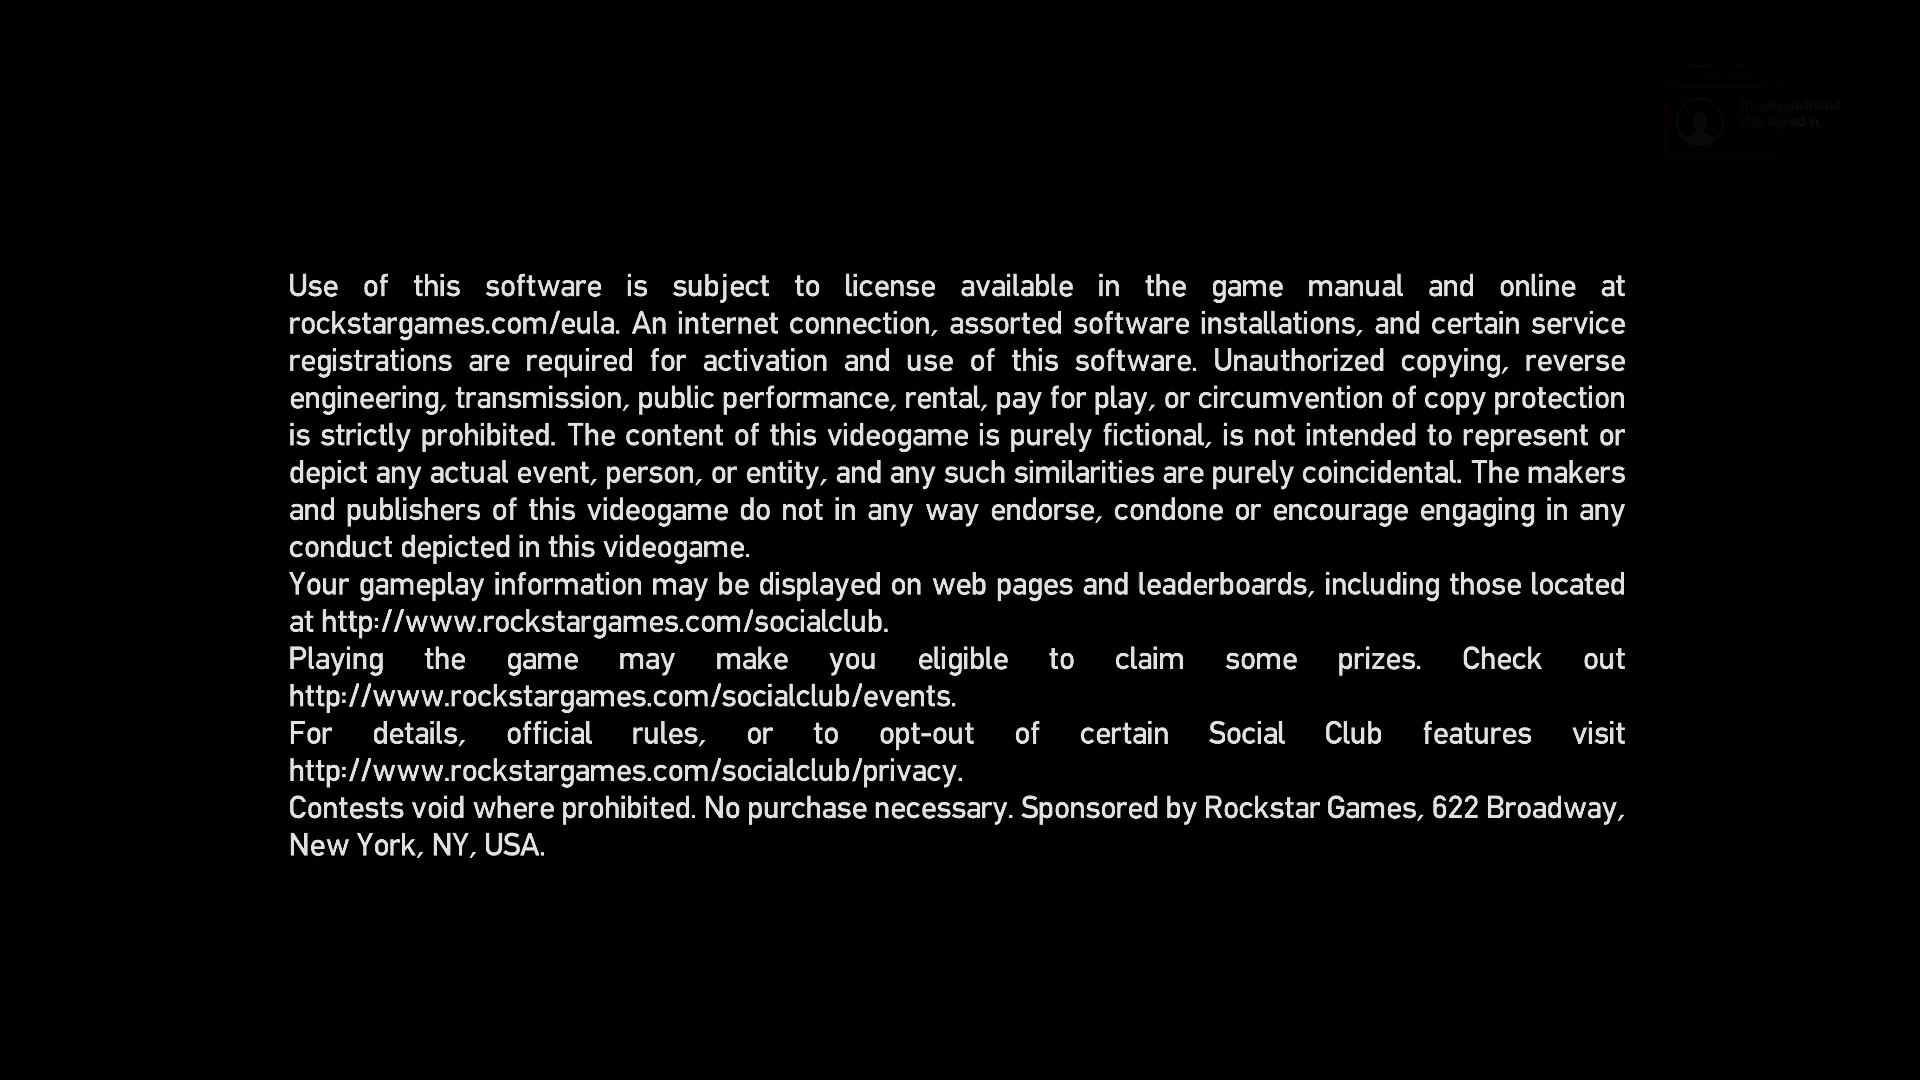 Has signed in.
Use of this software is subject to license available in the game manual and online at
rockstargames.com/eula. An internet connection, assorted software installations, and certain service
registrations are required for activation and use of this software. Unauthorized copying, reverse
engineering, transmission, public performance, rental, pay for play, or circumvention of copy protection
is strictly prohibited. The content of this videogame is purely fictional, is not intended to represent or
depict any actual event, person, or entity, and any such similarities are purely coincidental. The makers
and publishers of this videogame do not in any way endorse, condone or encourage engaging in any
conduct depicted in this videogame.
Your gameplay information may be displayed on web pages and leaderboards, including those located
at http://www.rockstargames.com/socialclub.
Playing the game may make you eligible to claim some prizes. Check out
http://www.rockstargames.com/socialclub/events.
For details, official rules, or to opt-out of certain Social Club features visit
http://www.rockstargames.com/socialclub/privacy.
Contests void where prohibited. No purchase necessary. Sponsored by Rockstar Games, 622 Broadway,
New York, NY, USA.